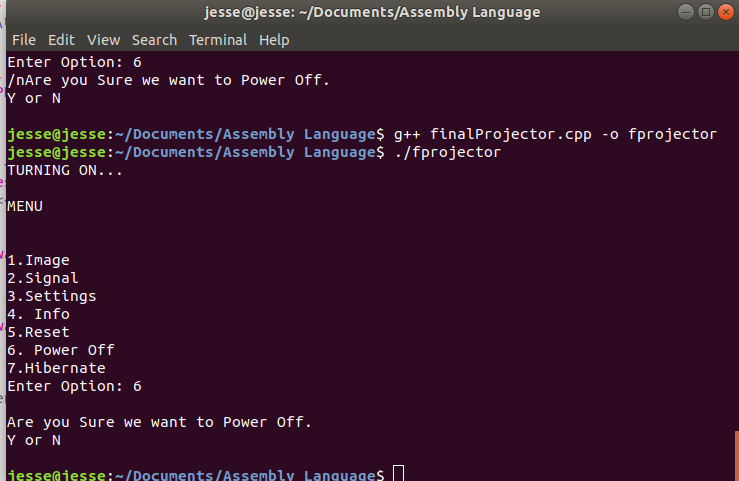 jesse@jesse: ~/Documents/Assembly Language
File Edit View Search Terminal Help
Enter Option: 6
/nAre you Sure we want to Power Off.
Y or N
jesse@jesse:~/Documents/Assembly Language$ g++ finalProjector.cpp -o fprojector
jesse@jesse:~/Documents/Assembly Language$ ./fprojector
TURNING ON...
MENU
1.Image
2.Signal
3.Settings
4. Info
5.Reset
6. Power Off
7.Hibernate
Enter Option: 6
Are you Sure we want to Power Off.
Y or N
jesse@jesse:~/Documents/Assembly Language$